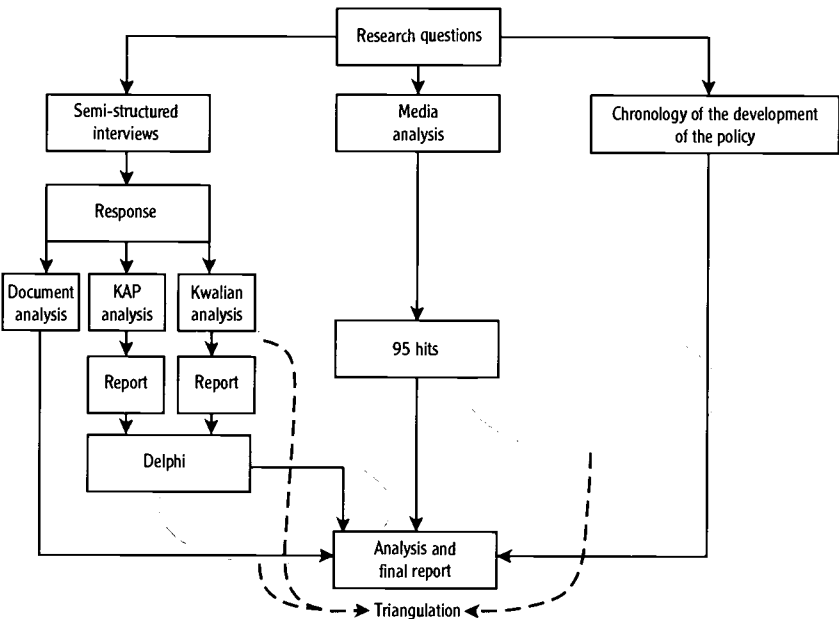 Research questions
Semi-structured
interviews
Media
analysis
Chronology of the development
of the policy
Response
Document
analysis
KAP
analysis
Kwalian
analysis
95 hits
Report
Report
Delphi
Analysis and
final report
Triangulation